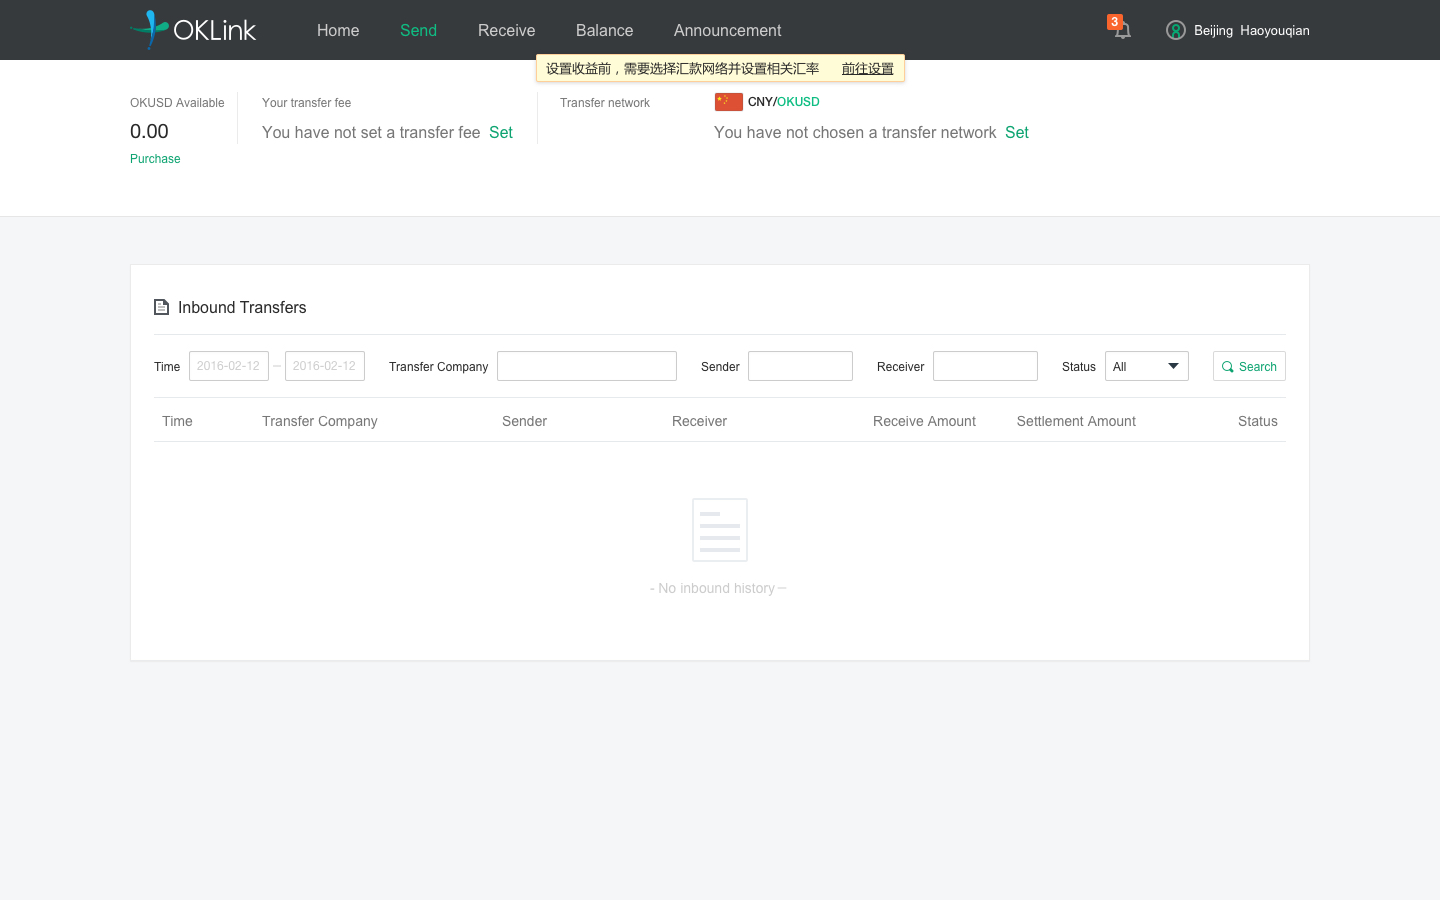 OKLink Home Send Receive Balance Announcement 3 Beijing Haoyouqian
设置收益前，需要选择汇款网络并设置相关汇率 前往设置
OKUSD Available Your transfer fee Transfer network CNY/OKUSD
0.00 You have not set a transfer fee Set You have not chosen a transfer network Set
Purchase
Inbound Transfers
Time 2016-02-12 – 2016-02-12 Transfer Company Sender Receiver Status All Search
Time Transfer Company Sender Receiver Receive Amount Settlement Amount Status
- No inbound history –